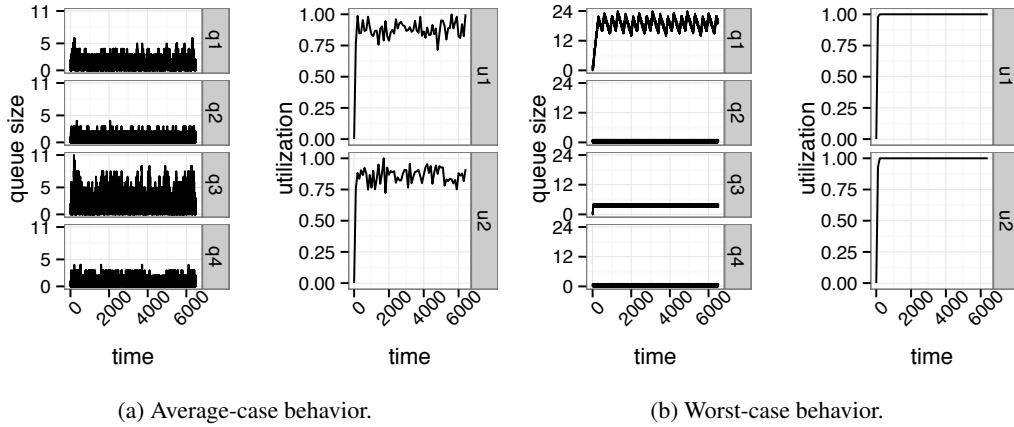 queue size
11
5
0
q1
11
5
0
q2
11
5
0
q3
11
5
0
q4
0
2000
4000
6000
time
utilization
1.00
0.75
0.50
0.25
0.00
u1
1.00
0.75
0.50
0.25
0.00
u2
0
2000
4000
6000
time
queue size
24
12
0
q1
24
12
0
q2
24
12
0
q3
24
12
0
q4
0
2000
4000
6000
time
utilization
1.00
0.75
0.50
0.25
0.00
u1
1.00
0.75
0.50
0.25
0.00
u2
0
2000
4000
6000
time
(a) Average-case behavior.
(b) Worst-case behavior.